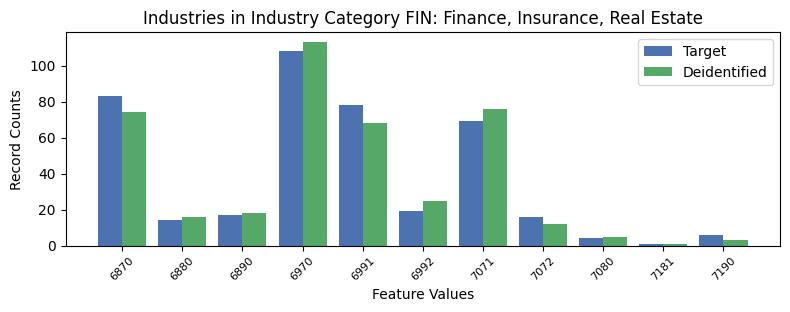 Industries in Industry Category FIN: Finance, Insurance, Real Estate
Target
Deidentified
Record Counts
100
80
60
40
20
0
6870 6880 6890 6970 6991 6992 7071 7072 7080 7181 7190
Feature Values